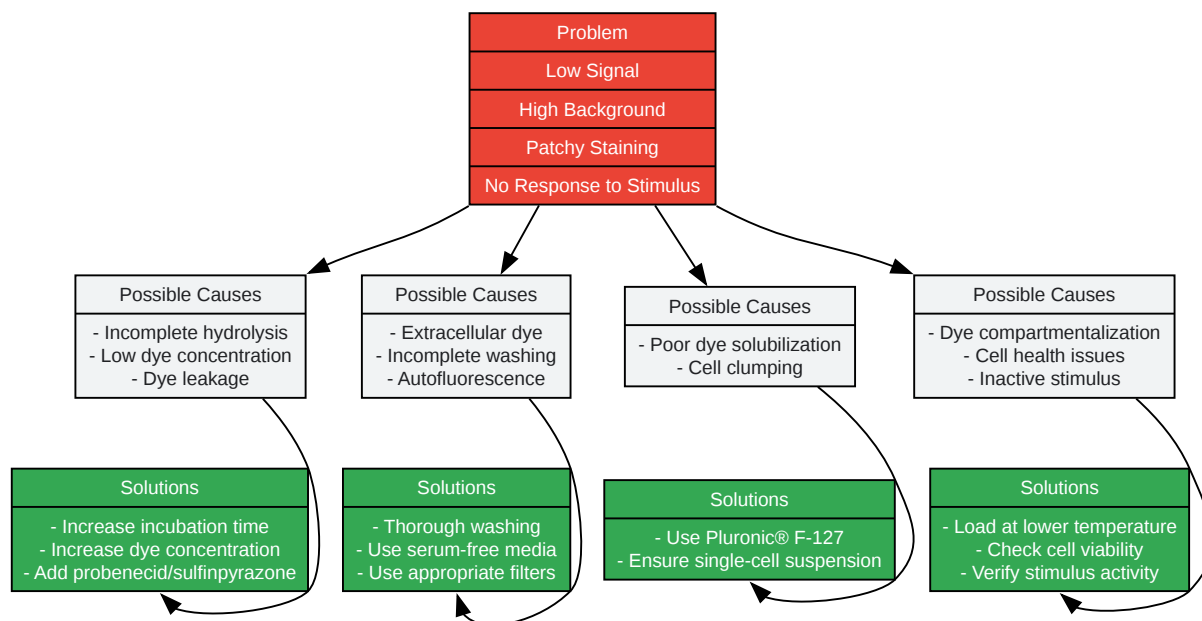 Problem
Low Signal
High Background
Patchy Staining
No Response to Stimulus
Possible Causes
- Incomplete hydrolysis
- Low dye concentration
- Dye leakage
Possible Causes
- Extracellular dye
- Incomplete washing
- Autofluorescence
Possible Causes
- Poor dye solubilization
- Cell clumping
Possible Causes
- Dye compartmentalization
- Cell health issues
- Inactive stimulus
Solutions
- Increase incubation time
- Increase dye concentration
- Add probenecid/sulfinpyrazone
Solutions
- Thorough washing
- Use serum-free media
- Use appropriate filters
Solutions
- Use Pluronic® F-127
- Ensure single-cell suspension
Solutions
- Load at lower temperature
- Check cell viability
- Verify stimulus activity